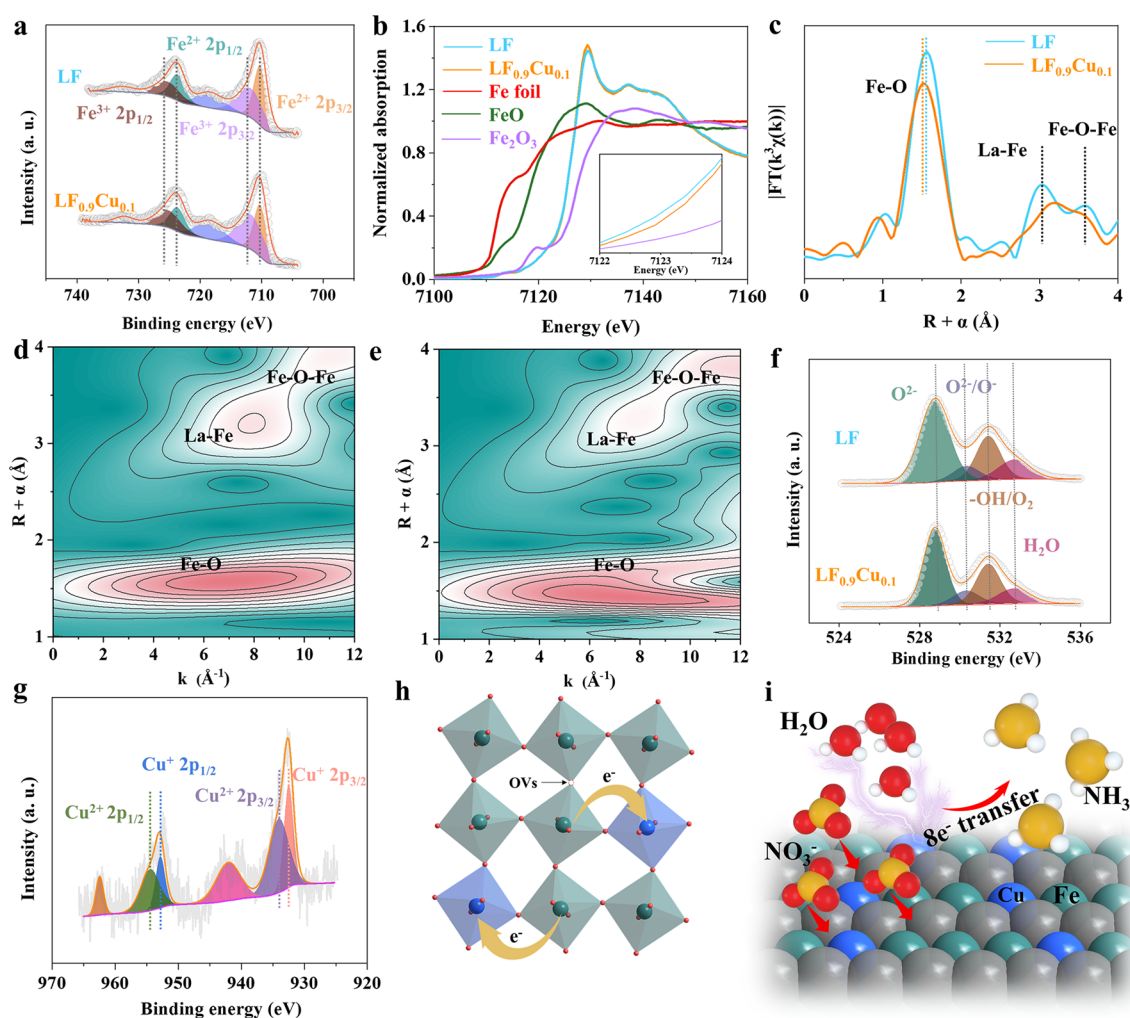 a
Fe²⁺ 2p₁/₂
LF
Fe³⁺ 2p₁/₂
Fe³⁺ 2p₃/₂
Fe²⁺ 2p₃/₂
LF₀.₉Cu₀.₁
Intensity (a. u.)
740 730 720 710 700
Binding energy (eV)
b
LF
LF₀.₉Cu₀.₁
Fe foil
FeO
Fe₂O₃
Normalized absorption
1.6
1.2
0.8
0.4
0.0
7122 7123 7124
Energy (eV)
7100 7120 7140 7160
Energy (eV)
c
LF
LF₀.₉Cu₀.₁
Fe-O
Fe-O-Fe
La-Fe
|FT(k³χ(k))|
0 1 2 3 4
R + α (Å)
d
Fe-O-Fe
La-Fe
Fe-O
R + α (Å)
4
3
2
1
0 2 4 6 8 10 12
k (Å⁻¹)
e
Fe-O-Fe
La-Fe
Fe-O
R + α (Å)
4
3
2
1
0 2 4 6 8 10 12
k (Å⁻¹)
f
O²⁻
O²⁻/O⁻
LF
-OH/O₂
H₂O
LF₀.₉Cu₀.₁
Intensity (a. u.)
524 528 532 536
Binding energy (eV)
g
Cu⁺ 2p₁/₂
Cu⁺ 2p₃/₂
Cu²⁺ 2p₃/₂
Cu²⁺ 2p₁/₂
Intensity (a. u.)
970 960 950 940 930 920
Binding energy (eV)
h
OVs
e⁻
e⁻
i
H₂O
NH₃
8e⁻ transfer
NO₃⁻
Cu
Fe